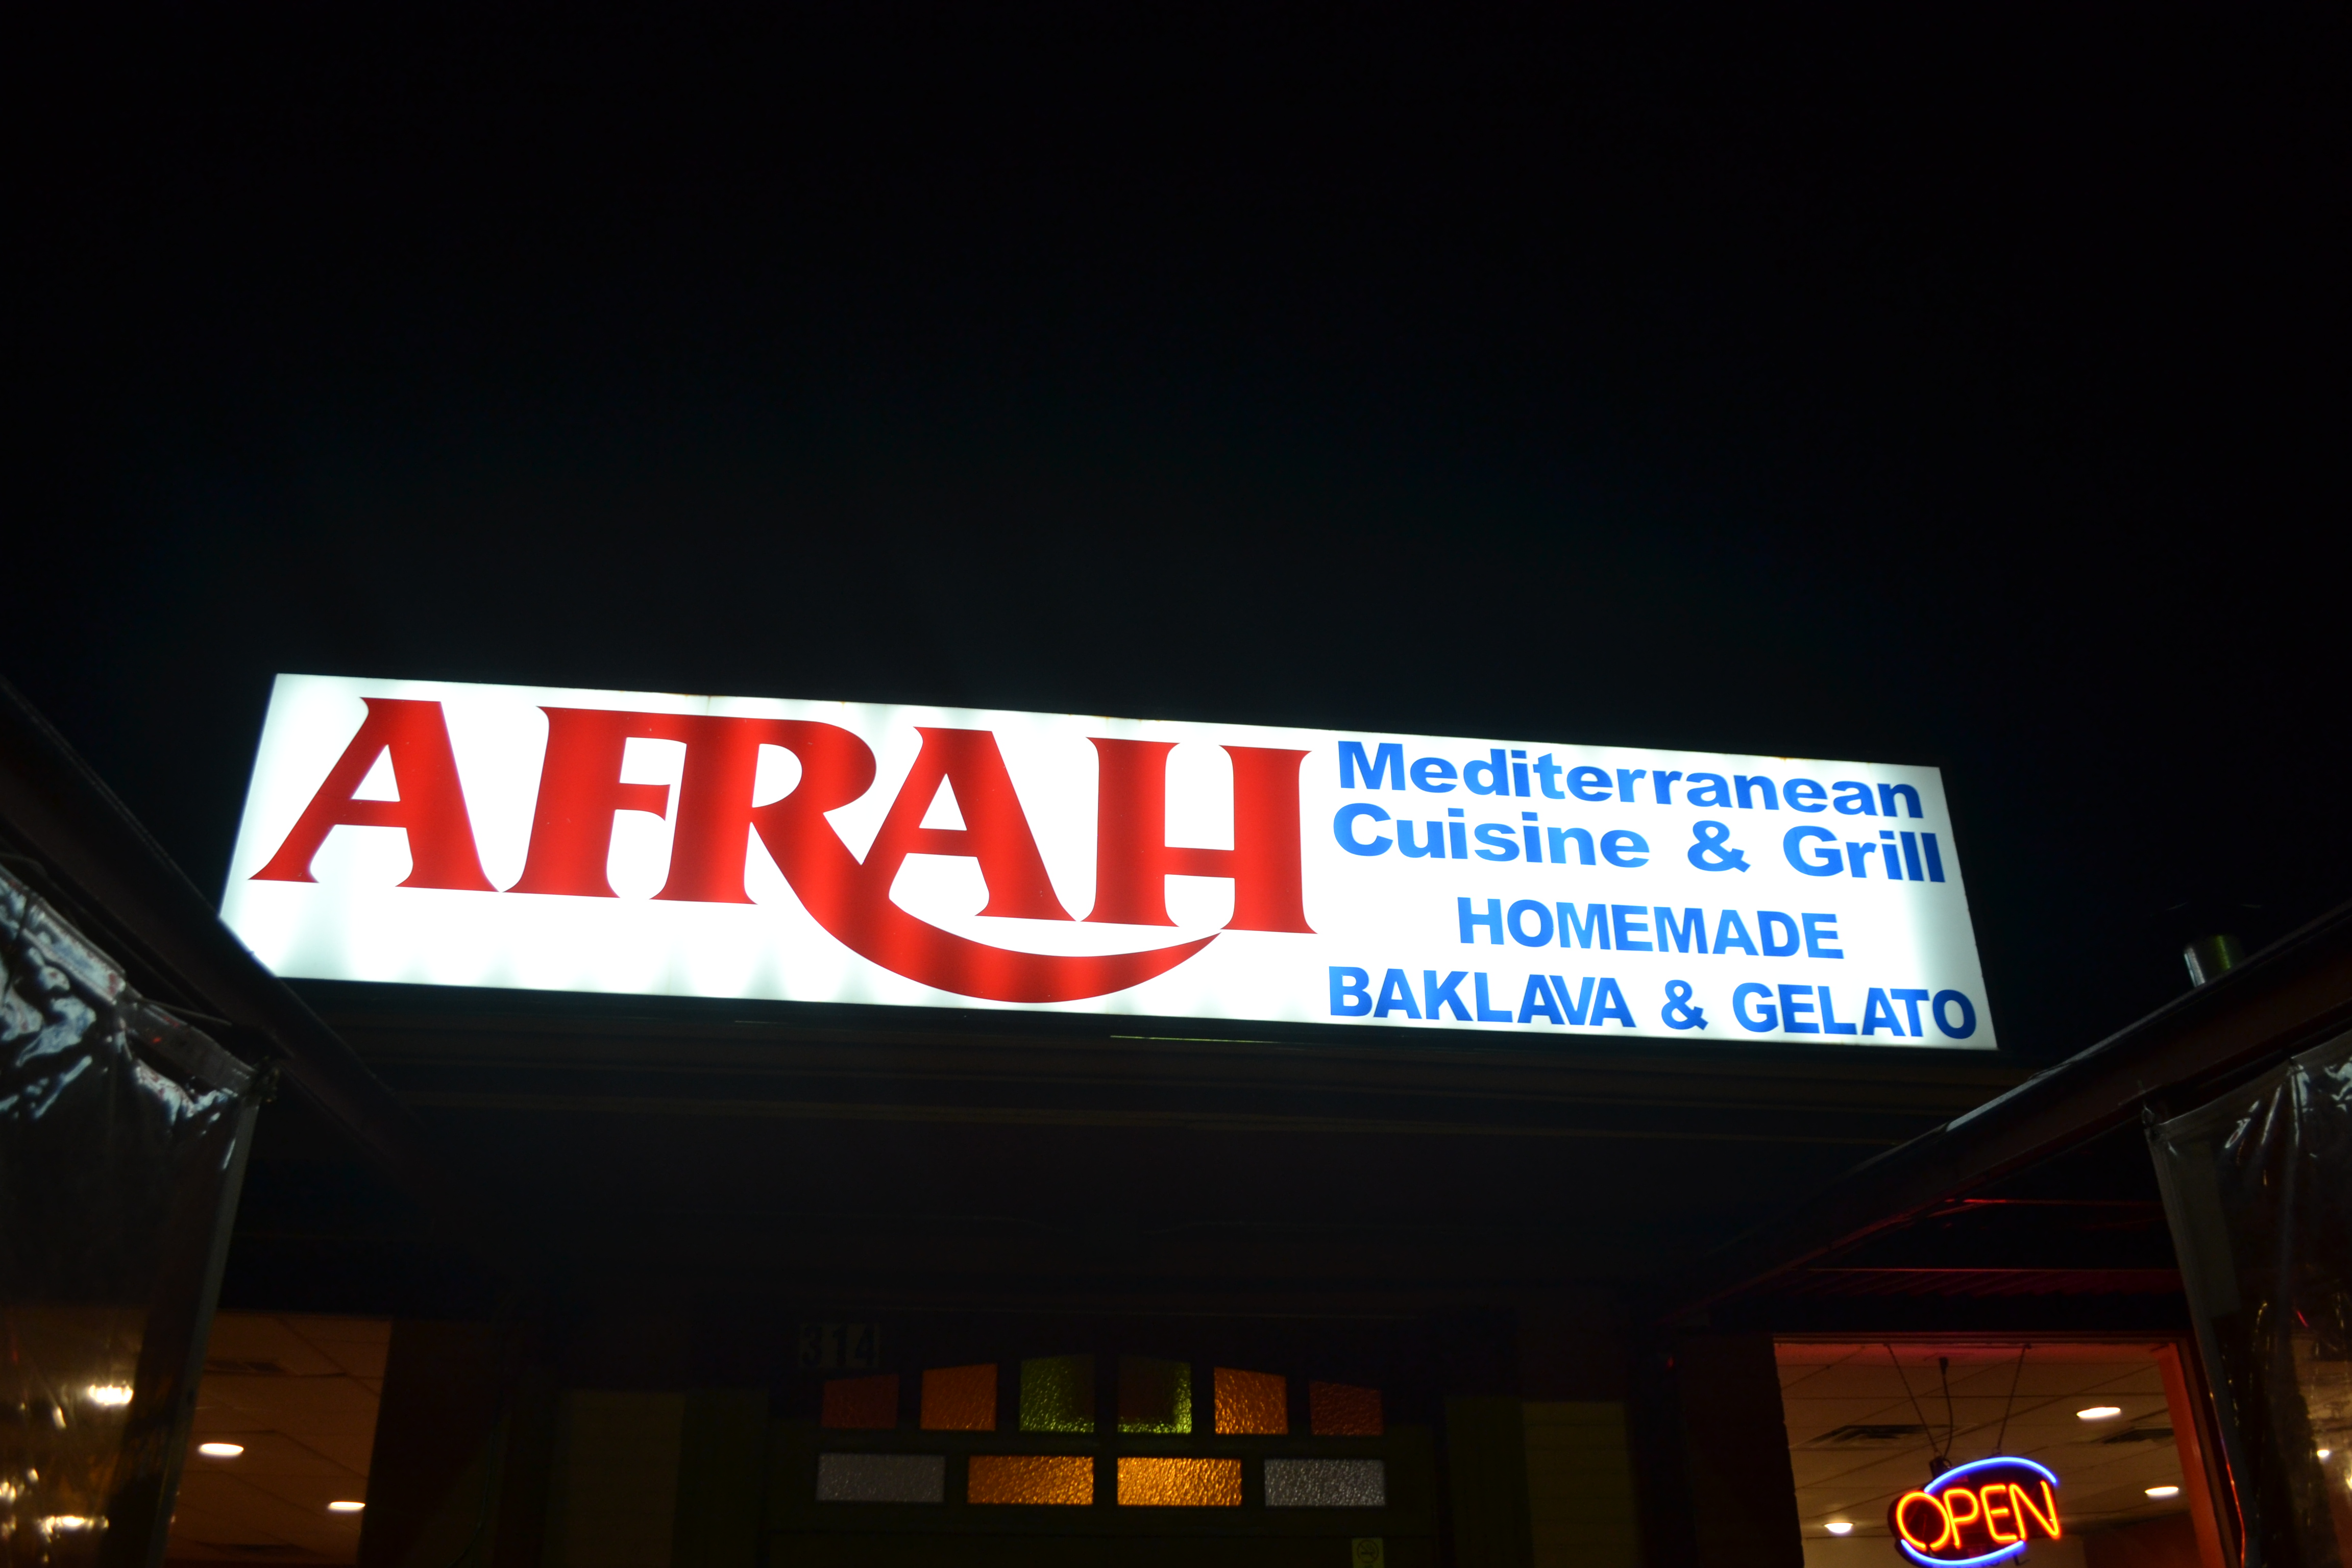 AFRAH
Mediterranean
Cuisine & Grill
HOMEMADE
BAKLAVA & GELATO
314
OPEN